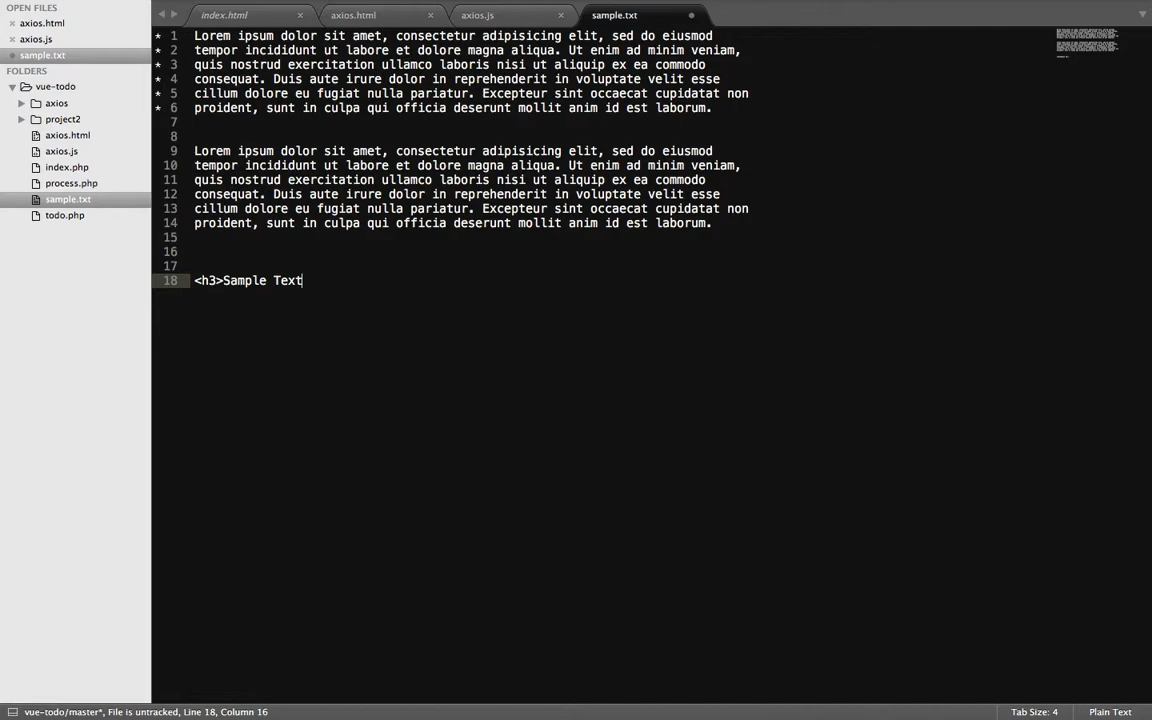 OPEN FILES
axios.html
axios.js
sample.txt
FOLDERS
vue-todo
axios
project2
axios.html
axios.js
index.php
process.php
sample.txt
todo.php
index.html
axios.html
axios.js
sample.txt
1 Lorem ipsum dolor sit amet, consectetur adipisicing elit, sed do eiusmod
2 tempor incididunt ut labore et dolore magna aliqua. Ut enim ad minim veniam,
3 quis nostrud exercitation ullamco laboris nisi ut aliquip ex ea commodo
4 consequat. Duis aute irure dolor in reprehenderit in voluptate velit esse
5 cillum dolore eu fugiat nulla pariatur. Excepteur sint occaecat cupidatat non
6 proident, sunt in culpa qui officia deserunt mollit anim id est laborum.
7
8
9 Lorem ipsum dolor sit amet, consectetur adipisicing elit, sed do eiusmod
10 tempor incididunt ut labore et dolore magna aliqua. Ut enim ad minim veniam,
11 quis nostrud exercitation ullamco laboris nisi ut aliquip ex ea commodo
12 consequat. Duis aute irure dolor in reprehenderit in voluptate velit esse
13 cillum dolore eu fugiat nulla pariatur. Excepteur sint occaecat cupidatat non
14 proident, sunt in culpa qui officia deserunt mollit anim id est laborum.
15
16
17
18 <h3>Sample Text
vue-todo/master*, File is untracked, Line 18, Column 16
Tab Size: 4
Plain Text